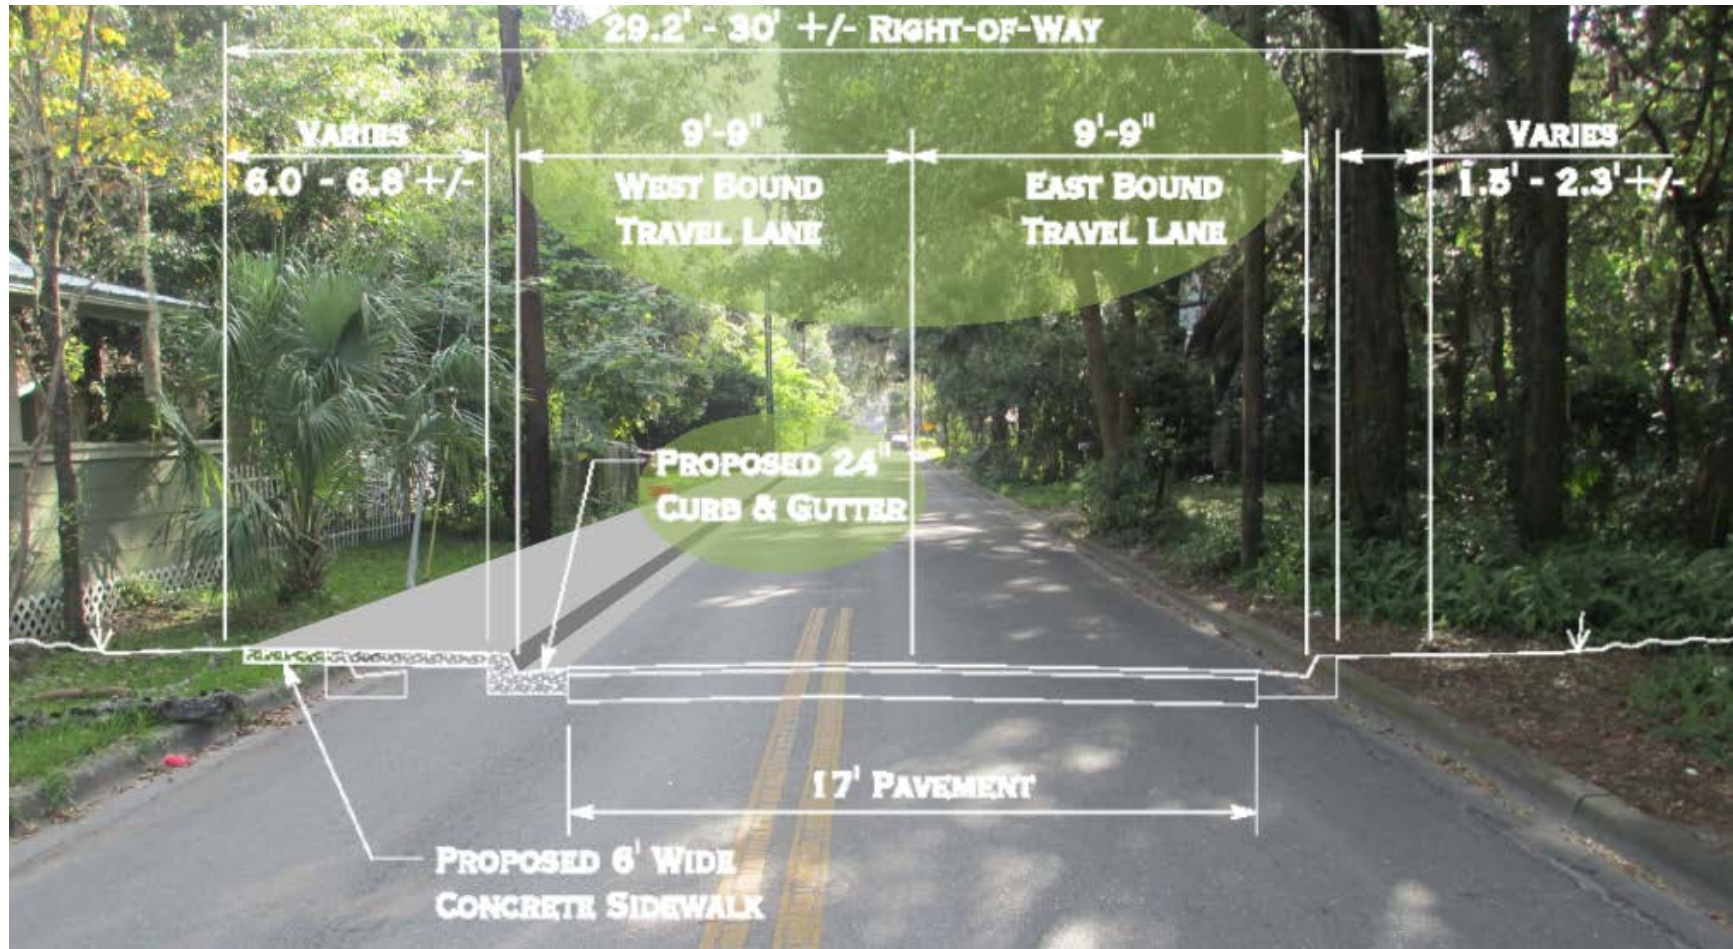 29.2' - 30' +/- RIGHT-OF-WAY
VARIES
6.0' - 6.8' +/-
9'-9"
WEST BOUND
TRAVEL LANE
9'-9"
EAST BOUND
TRAVEL LANE
VARIES
1.5' - 2.3' +/-
PROPOSED 24"
CURB & GUTTER
17' PAVEMENT
PROPOSED 6' WIDE
CONCRETE SIDEWALK